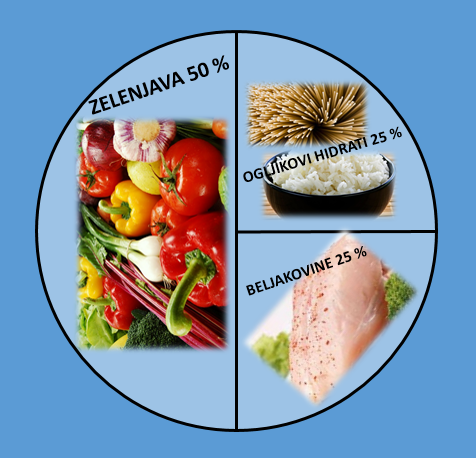 ZELENJAVA 50 %
OGLJIKOVI HIDRATI 25 %
BELJAKOVINE 25 %